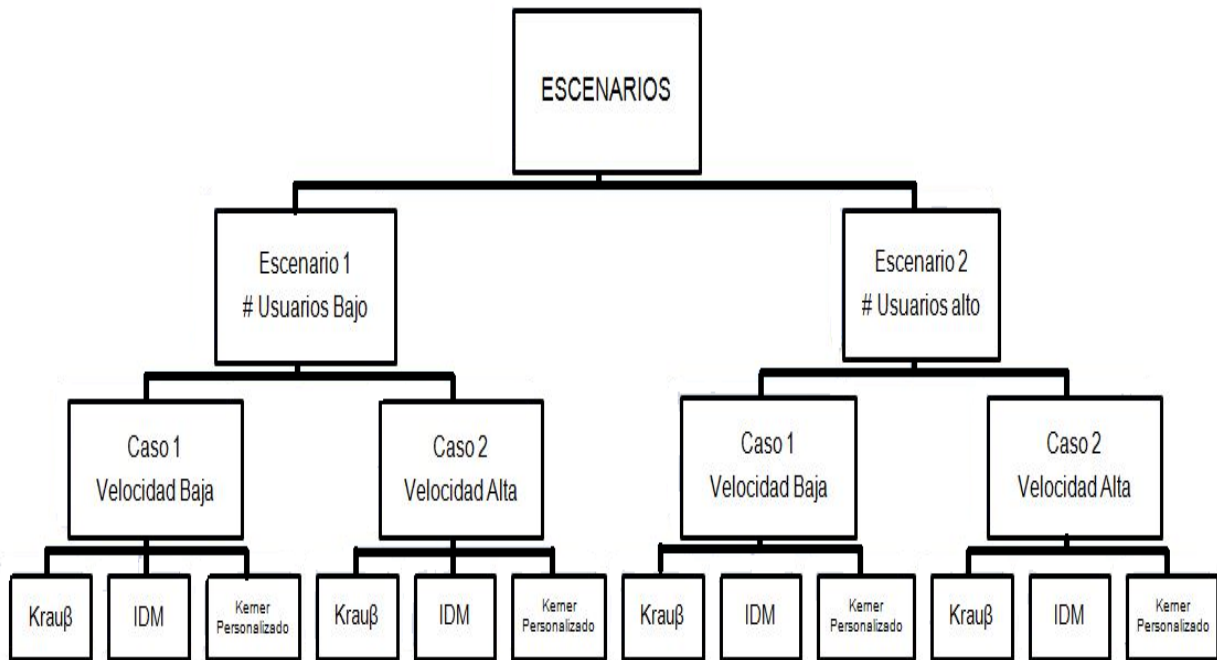 ESCENARIOS
Escenario 1
# Usuarios Bajo
Escenario 2
# Usuarios alto
Caso 1
Velocidad Baja
Caso 2
Velocidad Alta
Caso 1
Velocidad Baja
Caso 2
Velocidad Alta
Krauβ
IDM
Kerner
Personalizado
Krauβ
IDM
Kerner
Personalizado
Krauβ
IDM
Kerner
Personalizado
Krauβ
IDM
Kerner
Personalizado